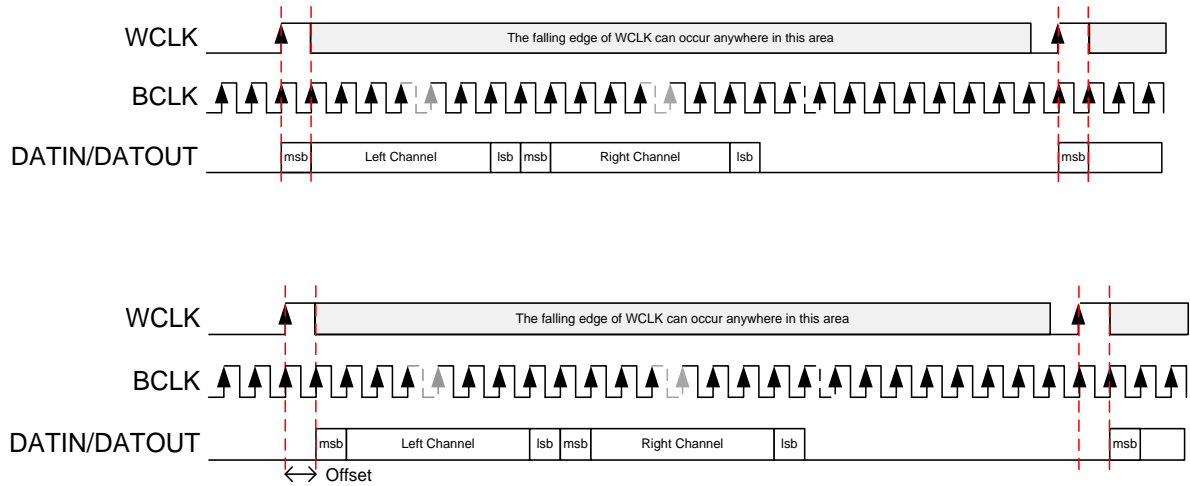 WCLK
The falling edge of WCLK can occur anywhere in this area
BCLK
DATIN/DATOUT
msb Left Channel lsb msb Right Channel lsb msb
WCLK
The falling edge of WCLK can occur anywhere in this area
BCLK
DATIN/DATOUT
msb Left Channel lsb msb Right Channel lsb msb
Offset